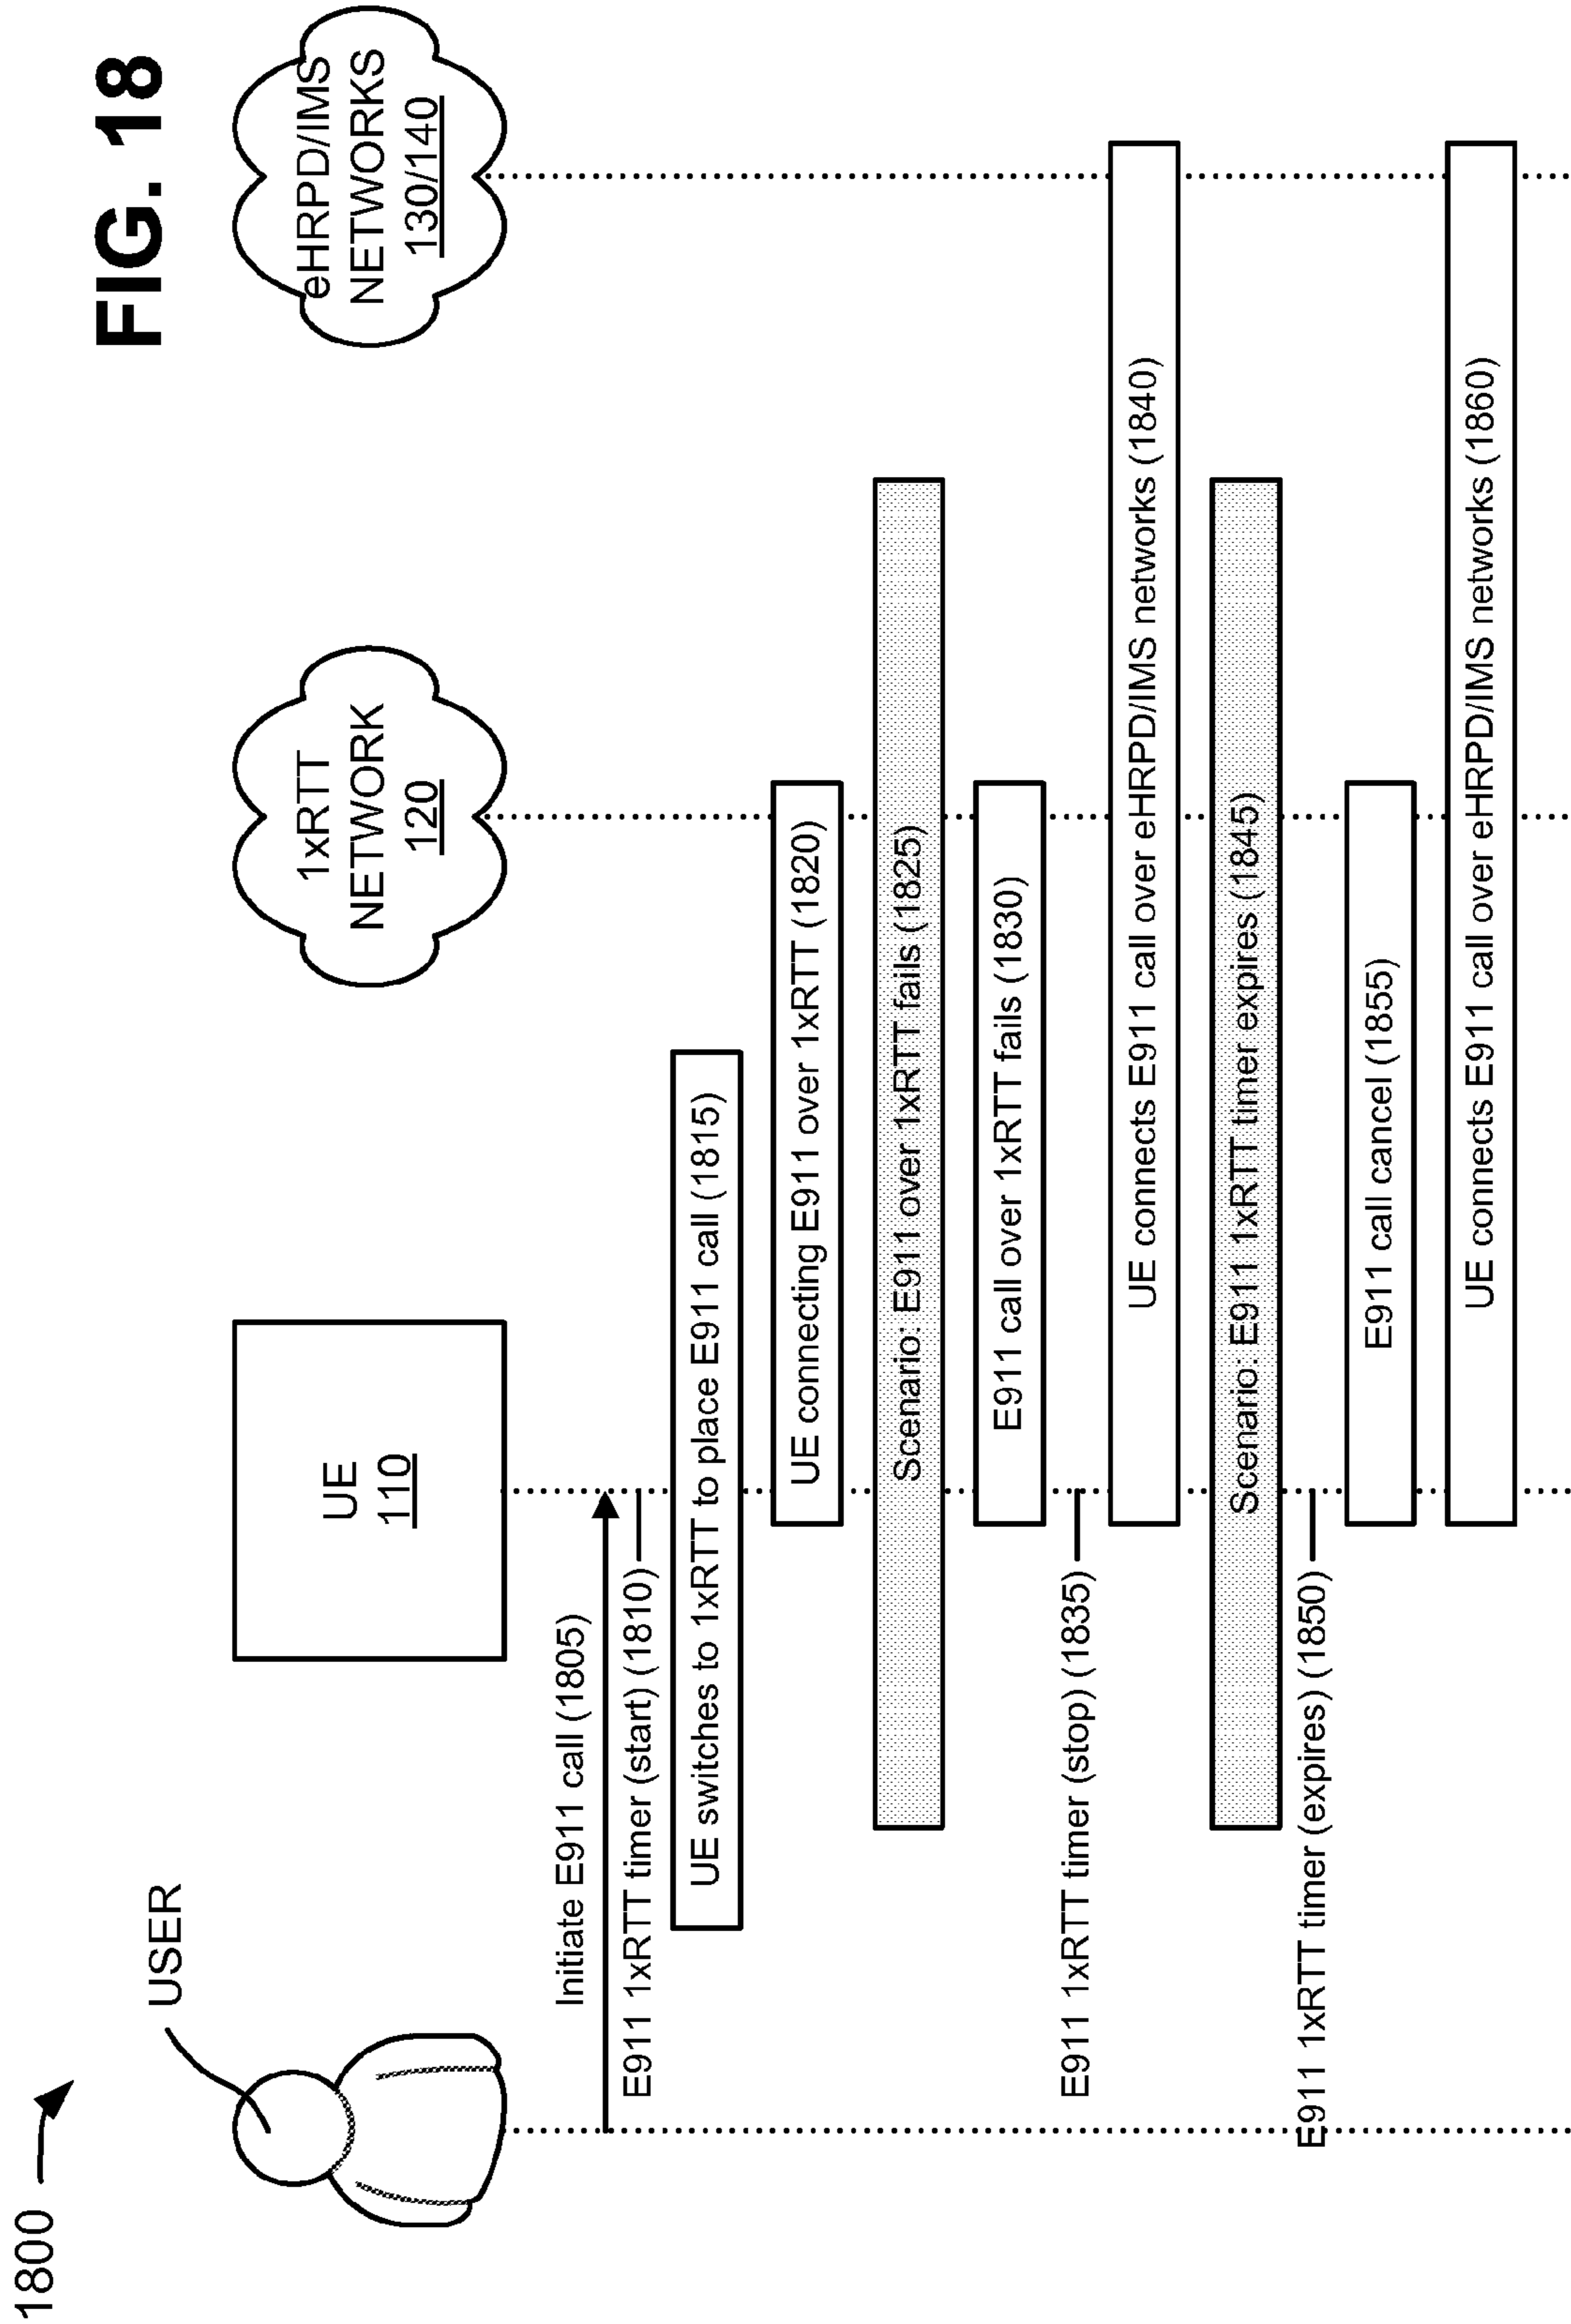 1800
FIG. 18
USER
UE
110
1xRTT
NETWORK
120
eHRPD/IMS
NETWORKS
130/140
Initiate E911 call (1805)
E911 1xRTT timer (start) (1810)
UE switches to 1xRTT to place E911 call (1815)
UE connecting E911 over 1xRTT (1820)
Scenario: E911 over 1xRTT fails (1825)
E911 call over 1xRTT fails (1830)
E911 1xRTT timer (stop) (1835)
UE connects E911 call over eHRPD/IMS networks (1840)
Scenario: E911 1xRTT timer expires (1845)
E911 1xRTT timer (expires) (1850)
E911 call cancel (1855)
UE connects E911 call over eHRPD/IMS networks (1860)